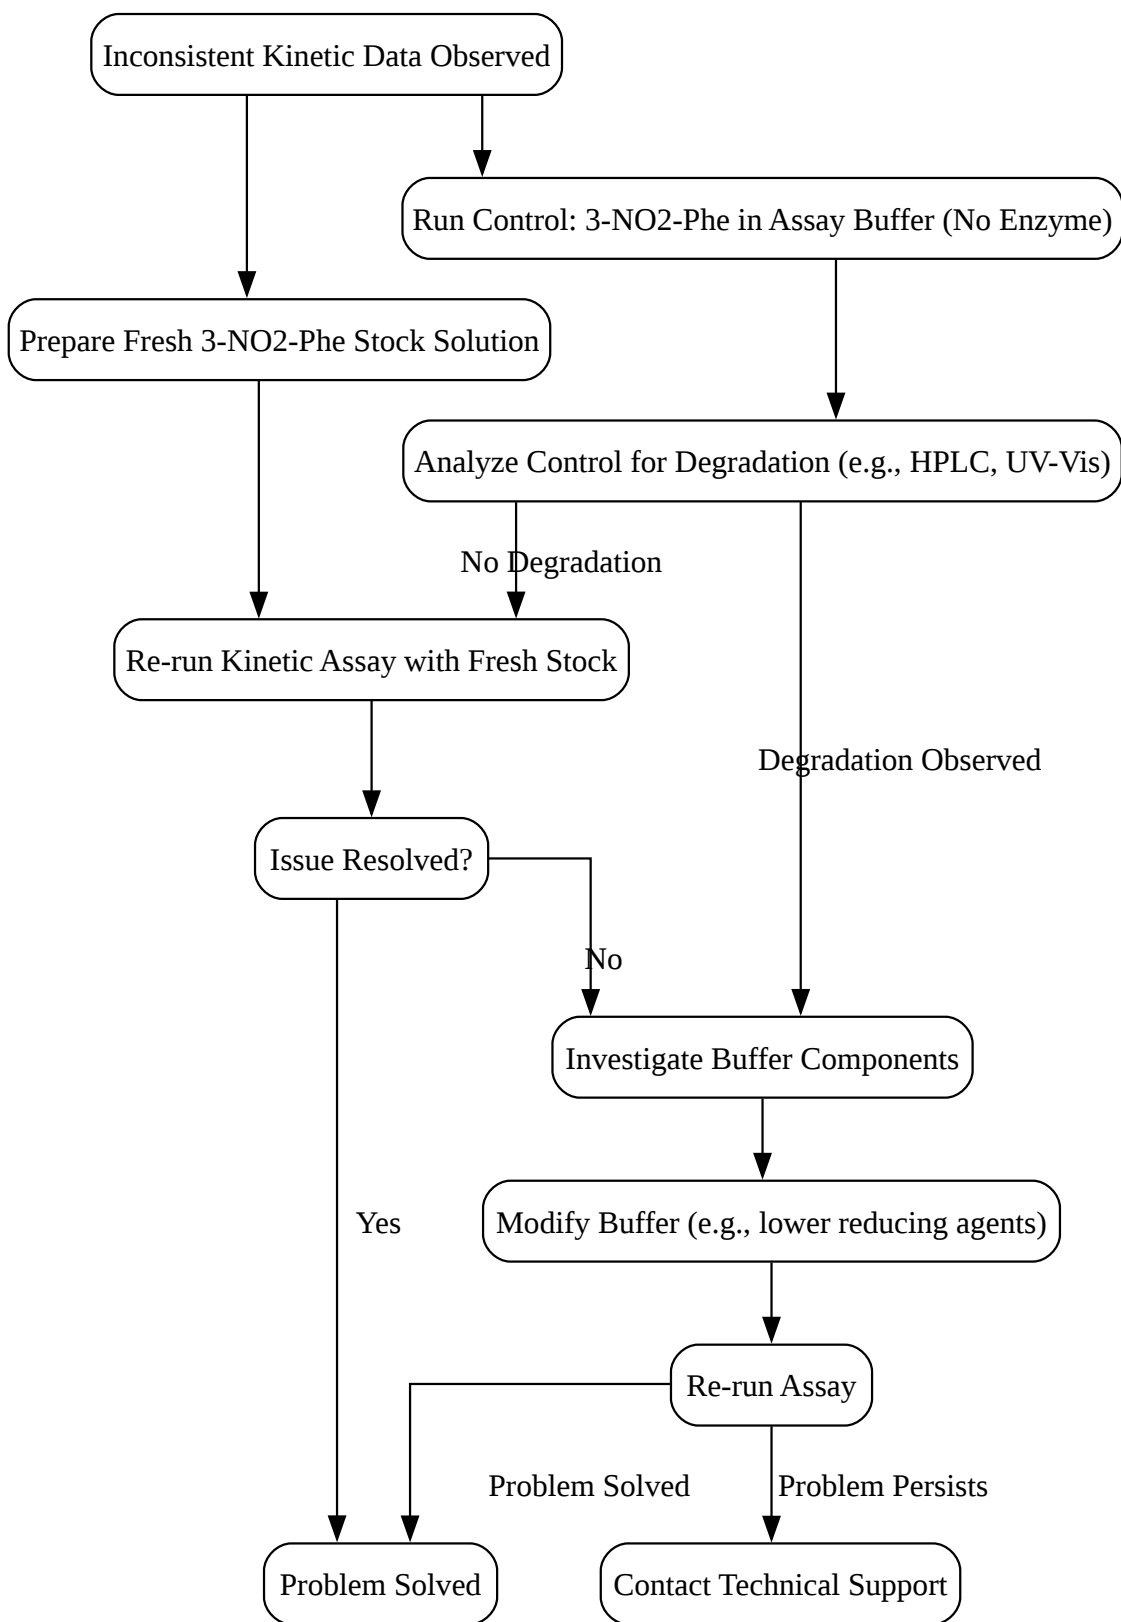 Inconsistent Kinetic Data Observed
Run Control: 3-NO2-Phe in Assay Buffer (No Enzyme)
Prepare Fresh 3-NO2-Phe Stock Solution
Analyze Control for Degradation (e.g., HPLC, UV-Vis)
No Degradation
Re-run Kinetic Assay with Fresh Stock
Degradation Observed
Issue Resolved?
No
Investigate Buffer Components
Yes
Modify Buffer (e.g., lower reducing agents)
Re-run Assay
Problem Solved
Problem Persists
Problem Solved
Contact Technical Support